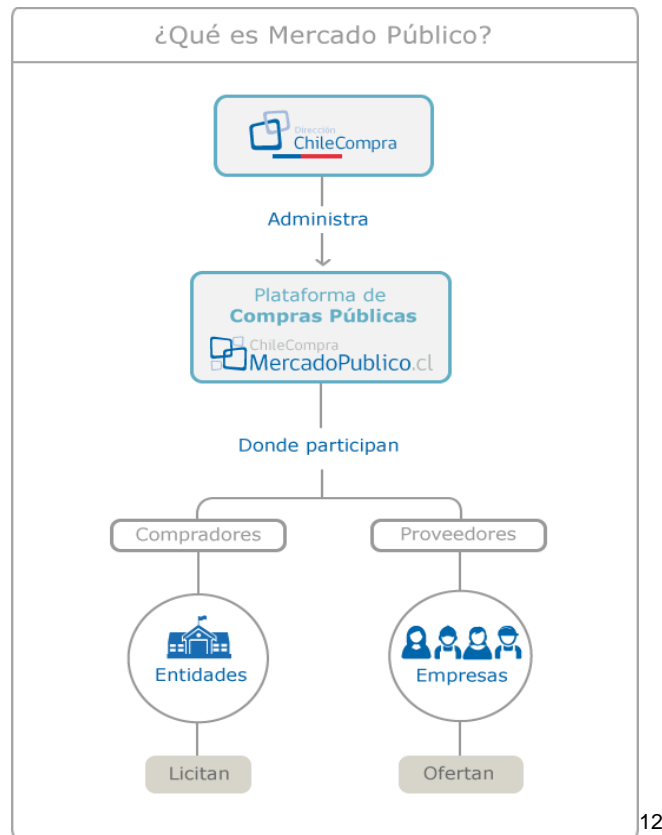 ¿Qué es Mercado Público?
Dirección
ChileCompra
Administra
Plataforma de
Compras Públicas
ChileCompra
MercadoPublico.cl
Donde participan
Compradores
Proveedores
Entidades
Empresas
Licitan
Ofertan
12